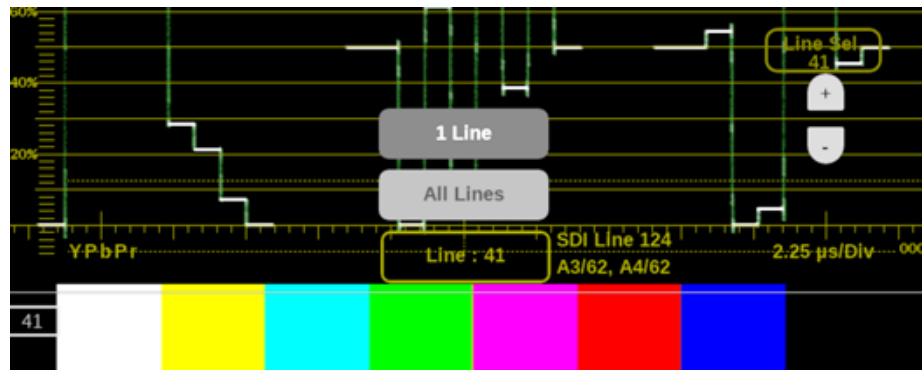 60%
Line Sel
41
40%
+
1 Line
20%
-
All Lines
YPbPr
Line : 41
SDI Line 124
A3/62, A4/62
2.25 µs/Div
000
41